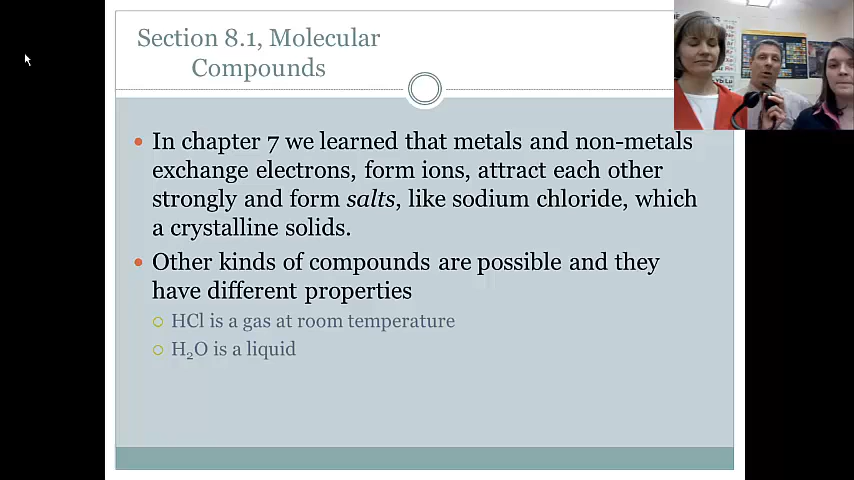 Section 8.1, Molecular
Compounds
In chapter 7 we learned that metals and non-metals
exchange electrons, form ions, attract each other
strongly and form salts, like sodium chloride, which
a crystalline solids.
Other kinds of compounds are possible and they
have different properties
HCl is a gas at room temperature
H₂O is a liquid